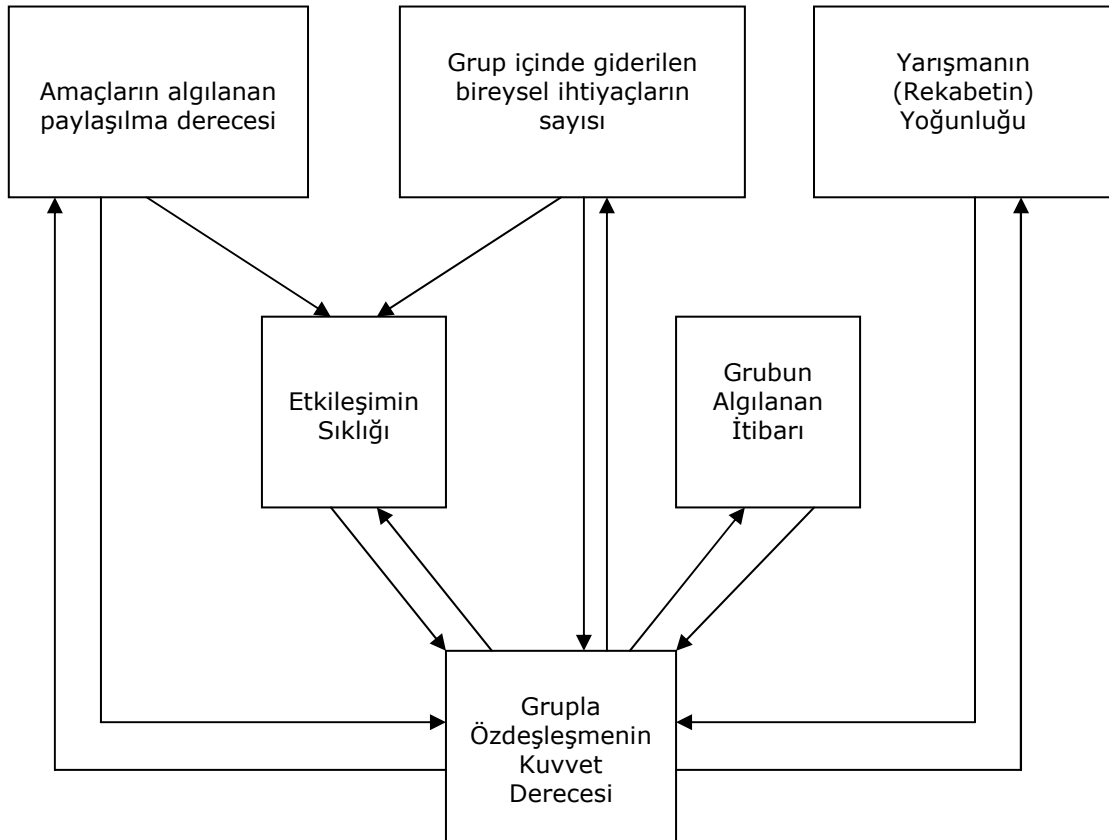 Amaçların algılanan
paylaşılma derecesi
Grup içinde giderilen
bireysel ihtiyaçların
sayısı
Yarışmanın
(Rekabetin)
Yoğunluğu
Etkileşimin
Sıklığı
Grubun
Algılanan
İtibarı
Grupla
Özdeşleşmenin
Kuvvet
Derecesi